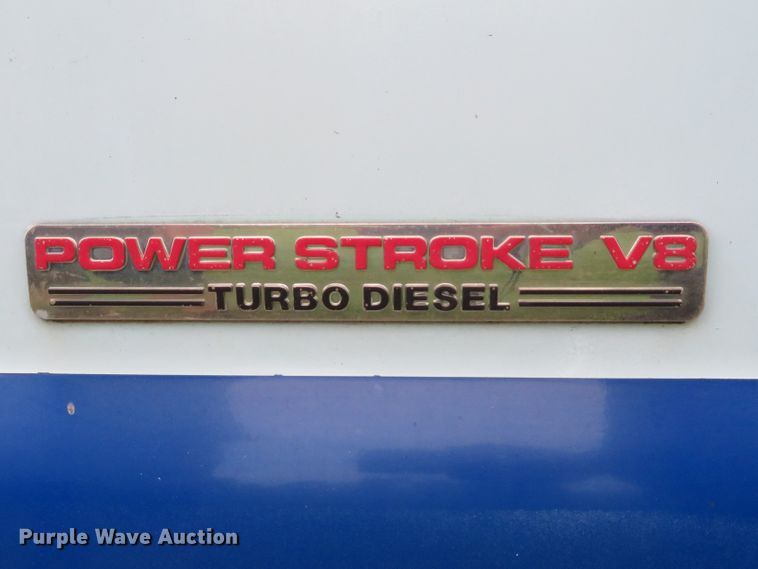 POWER STROKE V8
TURBO DIESEL
Purple Wave Auction